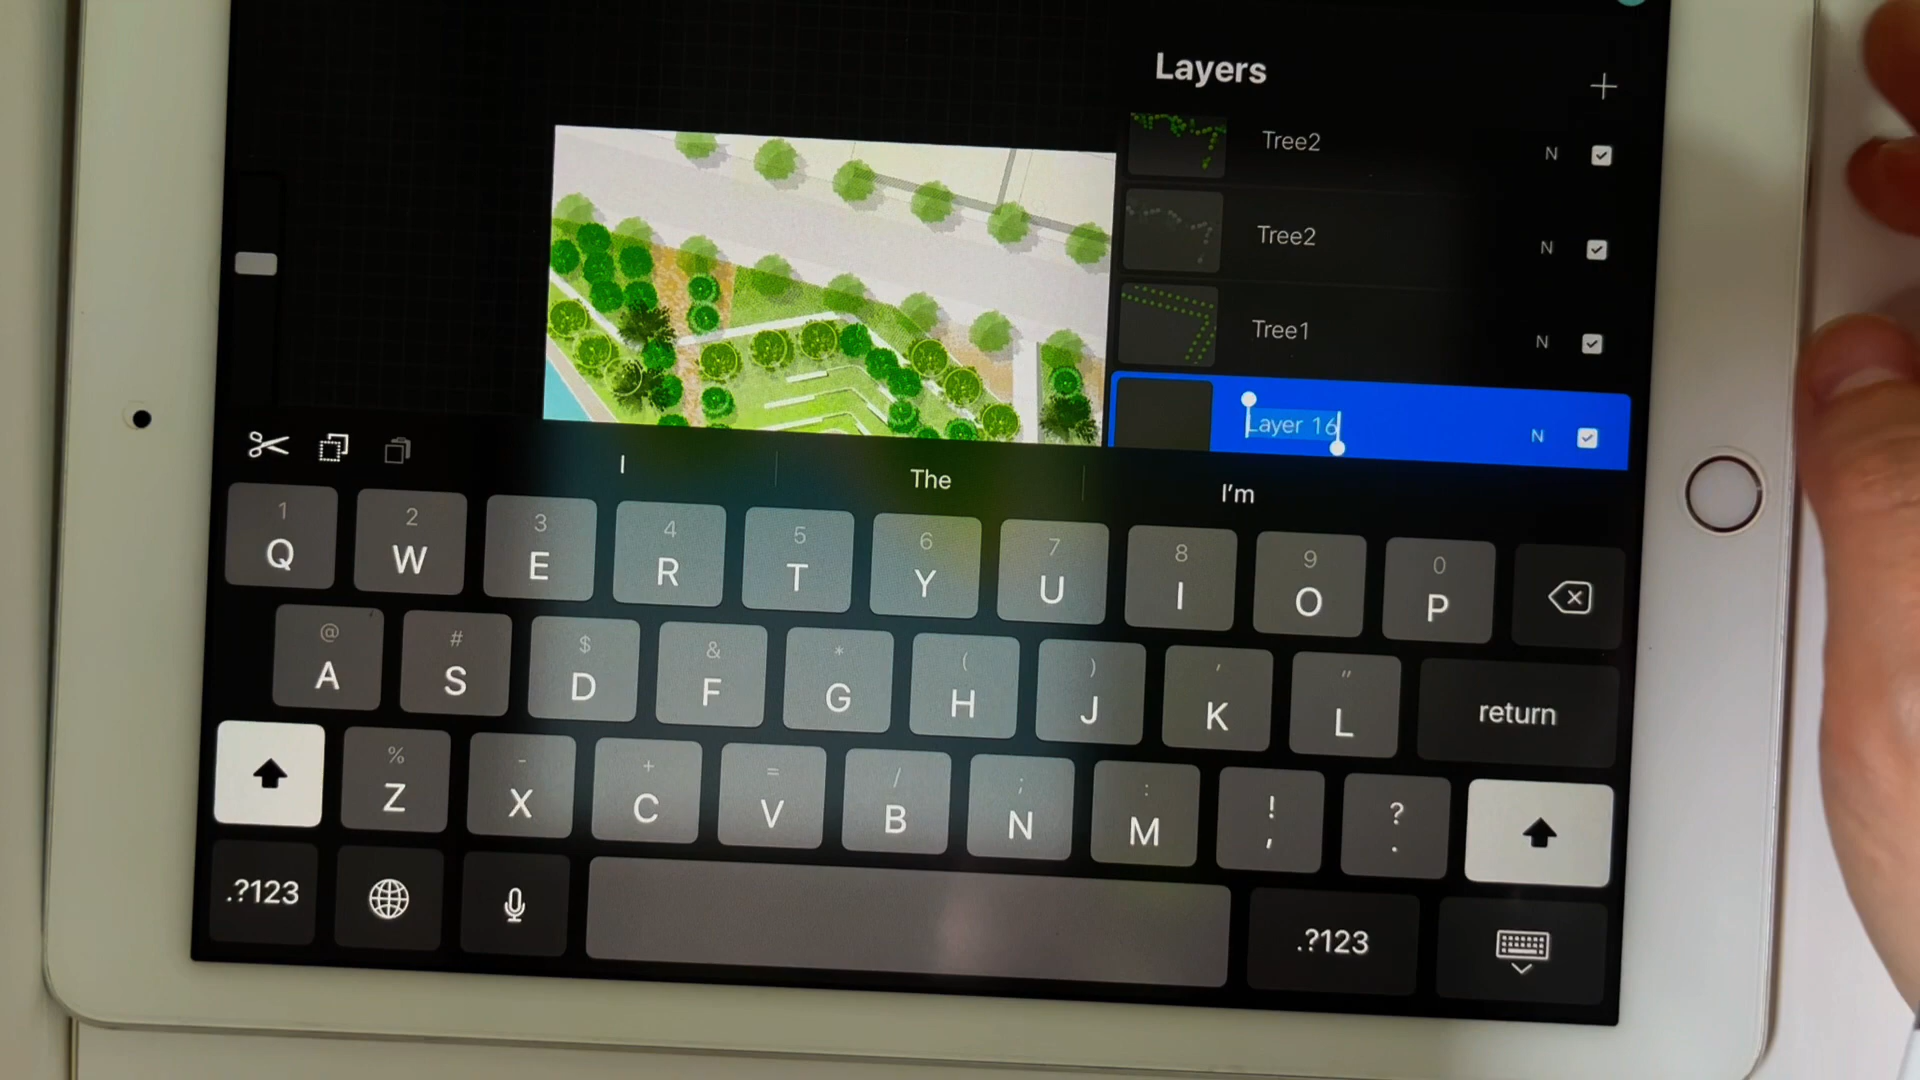 Layers
Tree2 N
Tree2 N
Tree1 N
Layer 16 N
I The I'm
1 2 3 4 5 6 7 8 9 0
Q W E R T Y U I O P
@ # $ & * ( ) ' "
A S D F G H J K L return
% - + = / ; : ! ?
Z X C V B N M , .
.?123 .?123